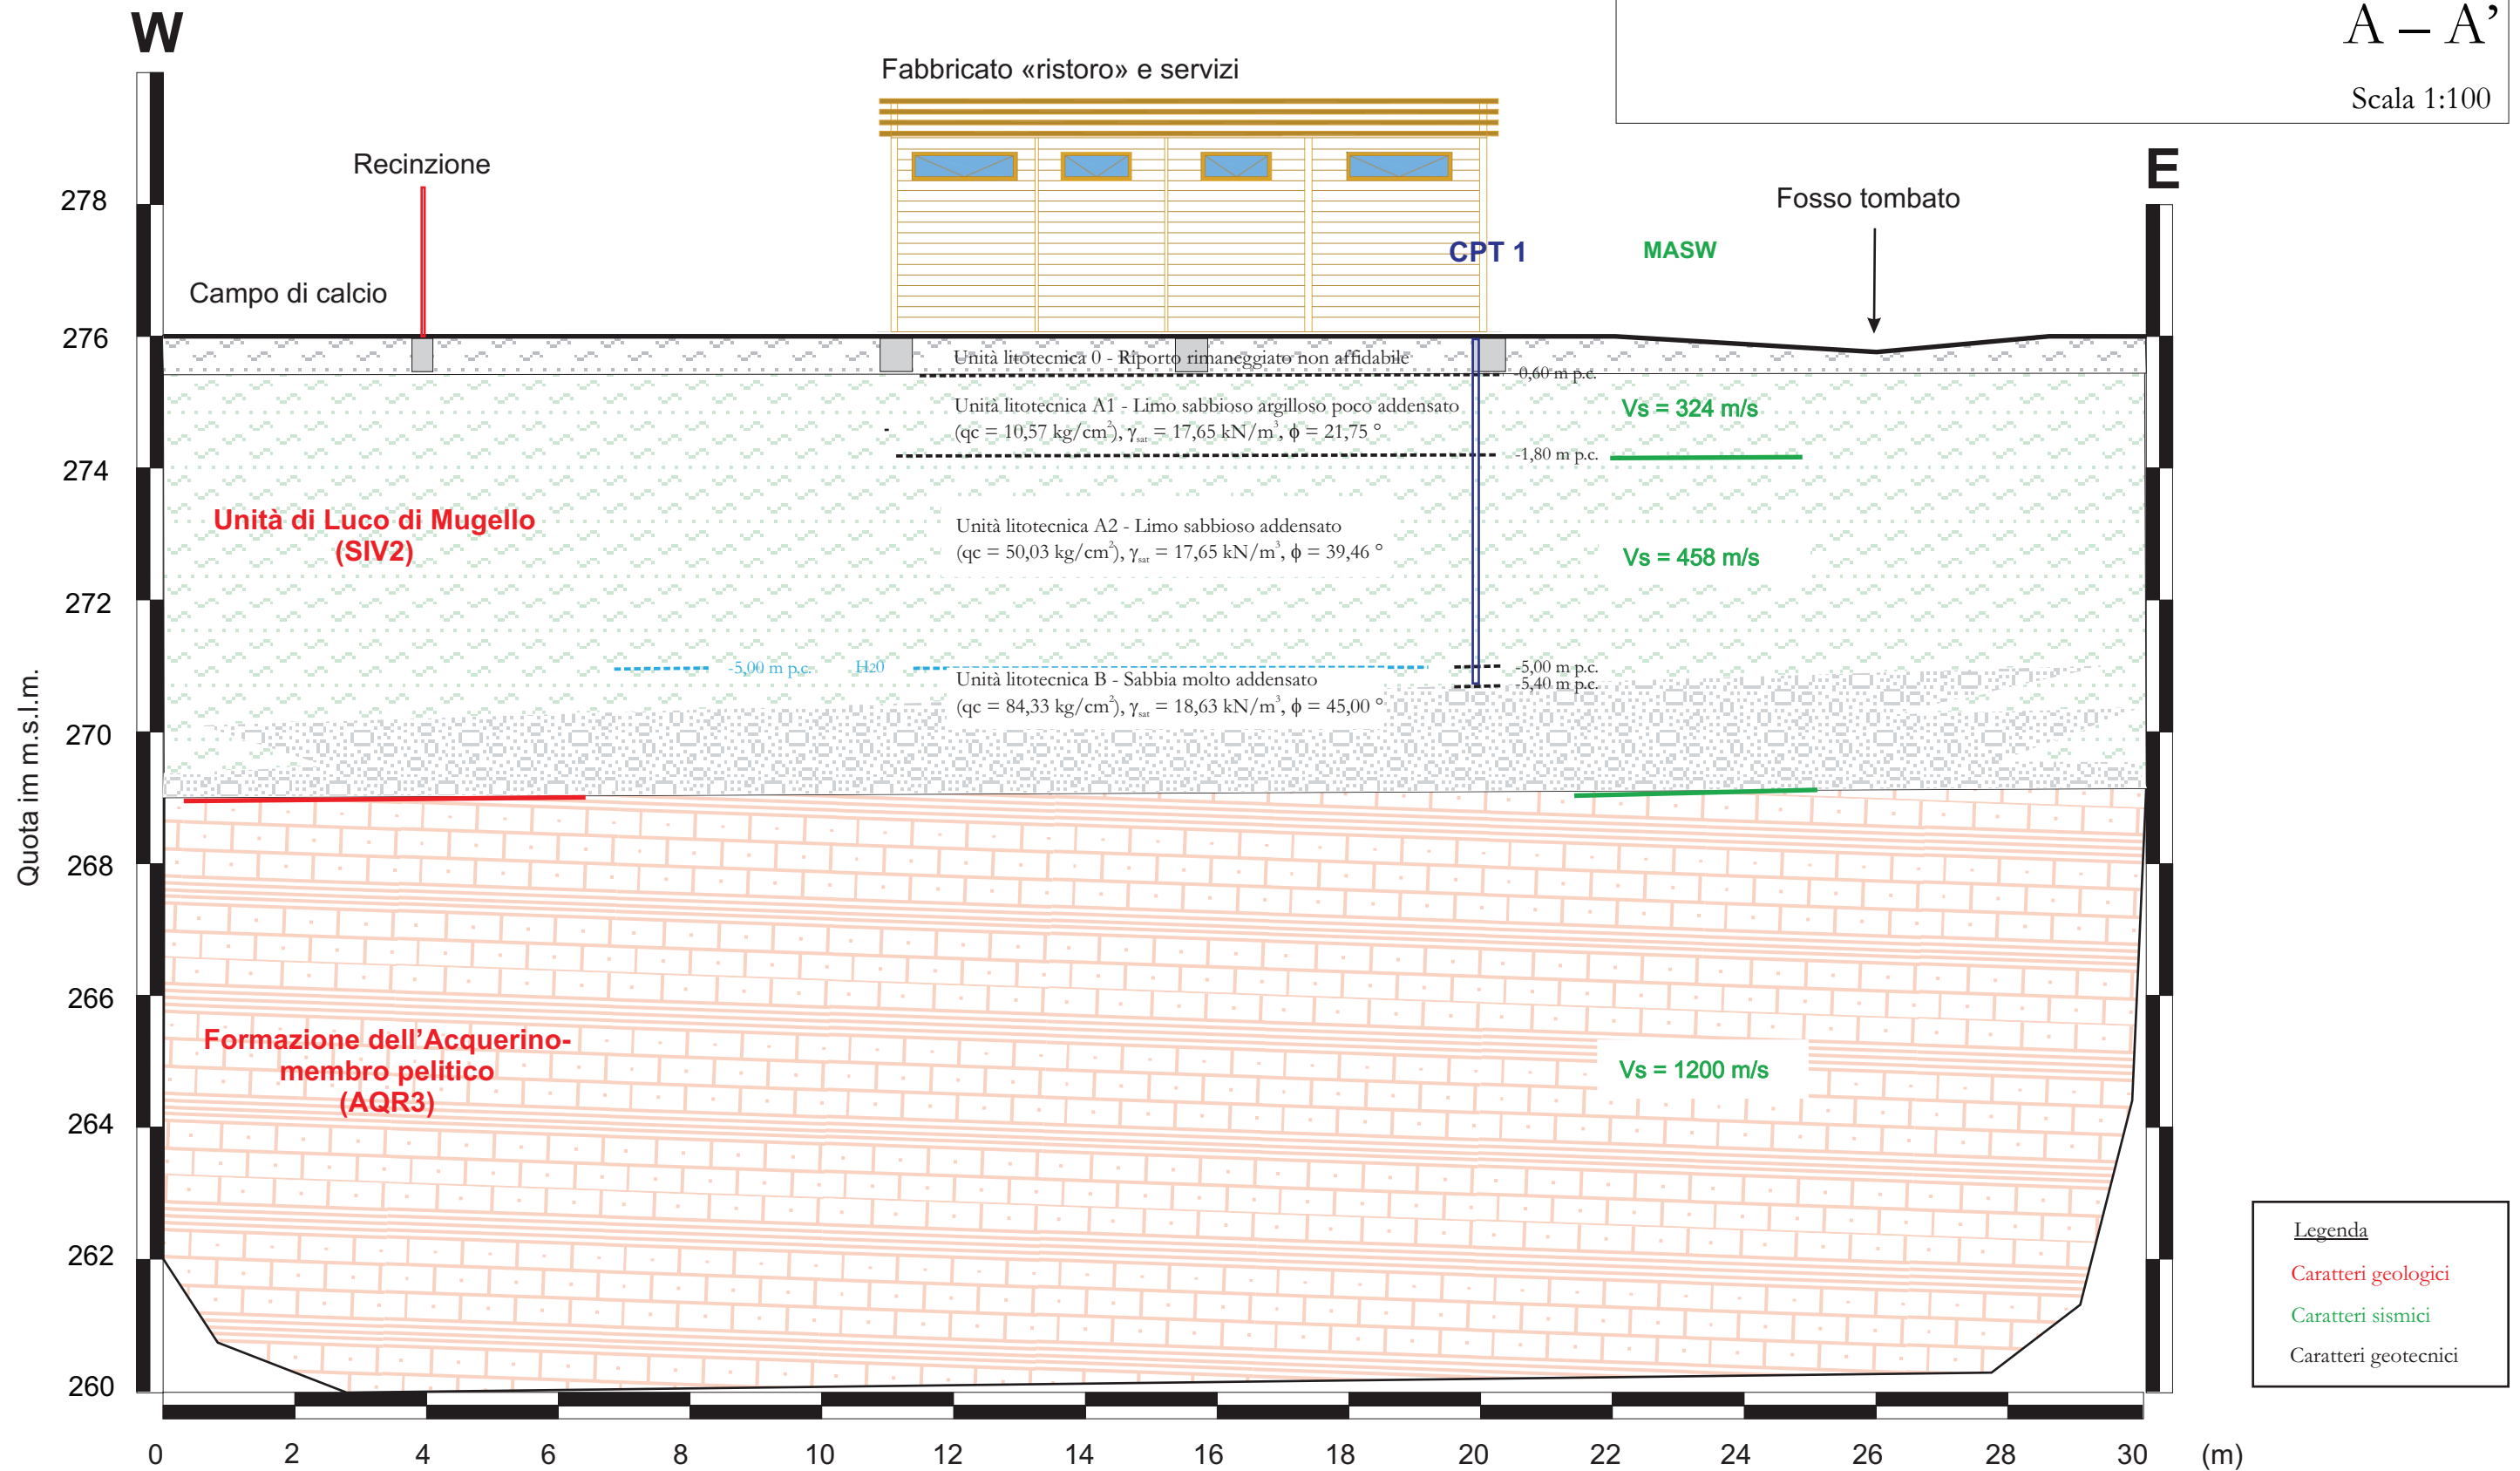 W
A – A’
Scala 1:100
Fabbricato «ristoro» e servizi
E
Recinzione
Fosso tombato
CPT 1
MASW
Campo di calcio
278
276
274
272
270
268
266
264
262
260
Quota im m.s.l.m.
Unità litotecnica 0 - Riporto rimaneggiato non affidabile
-0,60 m p.c.
Unità litotecnica A1 - Limo sabbioso argilloso poco addensato
(qc = 10,57 kg/cm²), γsat = 17,65 kN/m³, ϕ = 21,75 °
Vs = 324 m/s
-1,80 m p.c.
Unità di Luco di Mugello
(SIV2)
Unità litotecnica A2 - Limo sabbioso addensato
(qc = 50,03 kg/cm²), γsat = 17,65 kN/m³, ϕ = 39,46 °
Vs = 458 m/s
-5,00 m p.c. H20
-5,00 m p.c.
-5,40 m p.c.
Unità litotecnica B - Sabbia molto addensato
(qc = 84,33 kg/cm²), γsat = 18,63 kN/m³, ϕ = 45,00 °
Formazione dell’Acquerino-
membro pelitico
(AQR3)
Vs = 1200 m/s
Legenda
Caratteri geologici
Caratteri sismici
Caratteri geotecnici
0 2 4 6 8 10 12 14 16 18 20 22 24 26 28 30 (m)